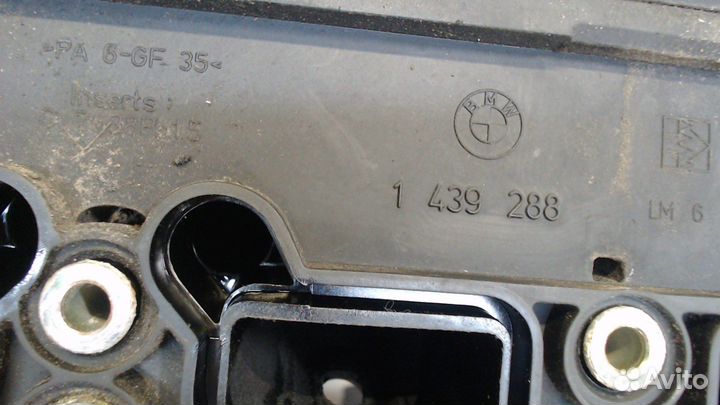 >PA 6-GF 35<
Inserts:
BMW
1 439 288
LM 6
Avito